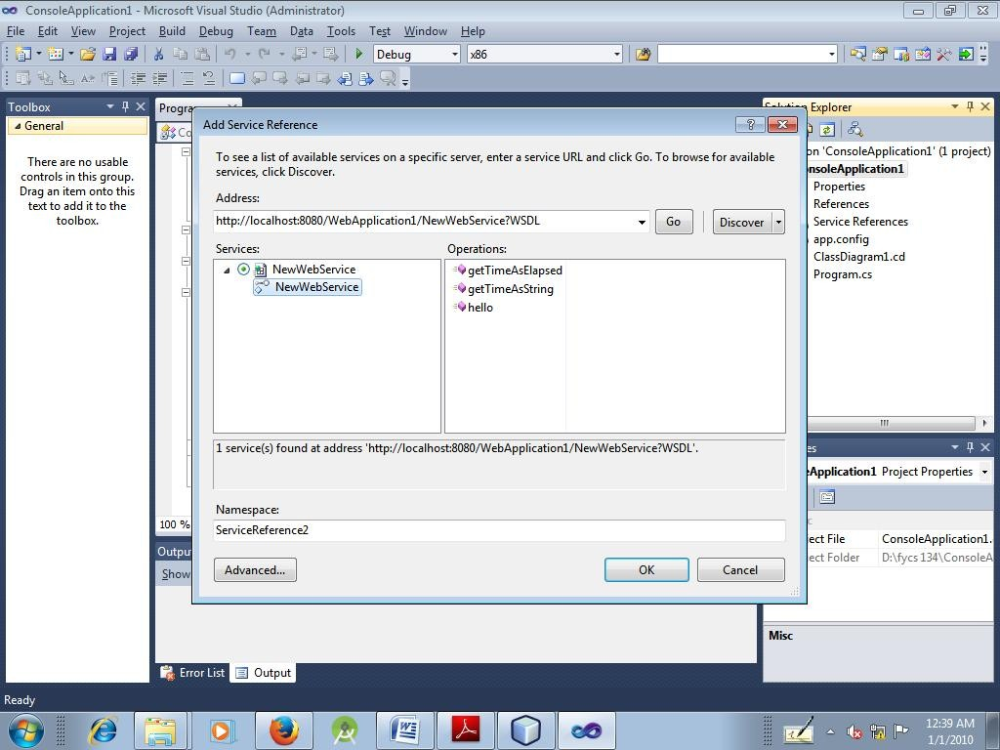 ConsoleApplication1 - Microsoft Visual Studio (Administrator)
File Edit View Project Build Debug Team Data Tools Test Window Help
Debug x86
Toolbox
General
There are no usable
controls in this group.
Drag an item onto this
text to add it to the
toolbox.
Progra
Co
100 %
Add Service Reference
To see a list of available services on a specific server, enter a service URL and click Go. To browse for available
services, click Discover.
Address:
http://localhost:8080/WebApplication1/NewWebService?WSDL
Go
Discover
Services:
NewWebService
NewWebService
Operations:
getTimeAsElapsed
getTimeAsString
hello
1 service(s) found at address 'http://localhost:8080/WebApplication1/NewWebService?WSDL'.
Namespace:
ServiceReference2
Advanced...
OK
Cancel
Solution Explorer
on 'ConsoleApplication1' (1 project)
onsoleApplication1
Properties
References
Service References
app.config
ClassDiagram1.cd
Program.cs
es
eApplication1 Project Properties
c
ect File ConsoleApplication1.
ect Folder D:\fycs 134\ConsoleA
Misc
Outpu
Show
Error List
Output
Ready
12:39 AM
1/1/2010